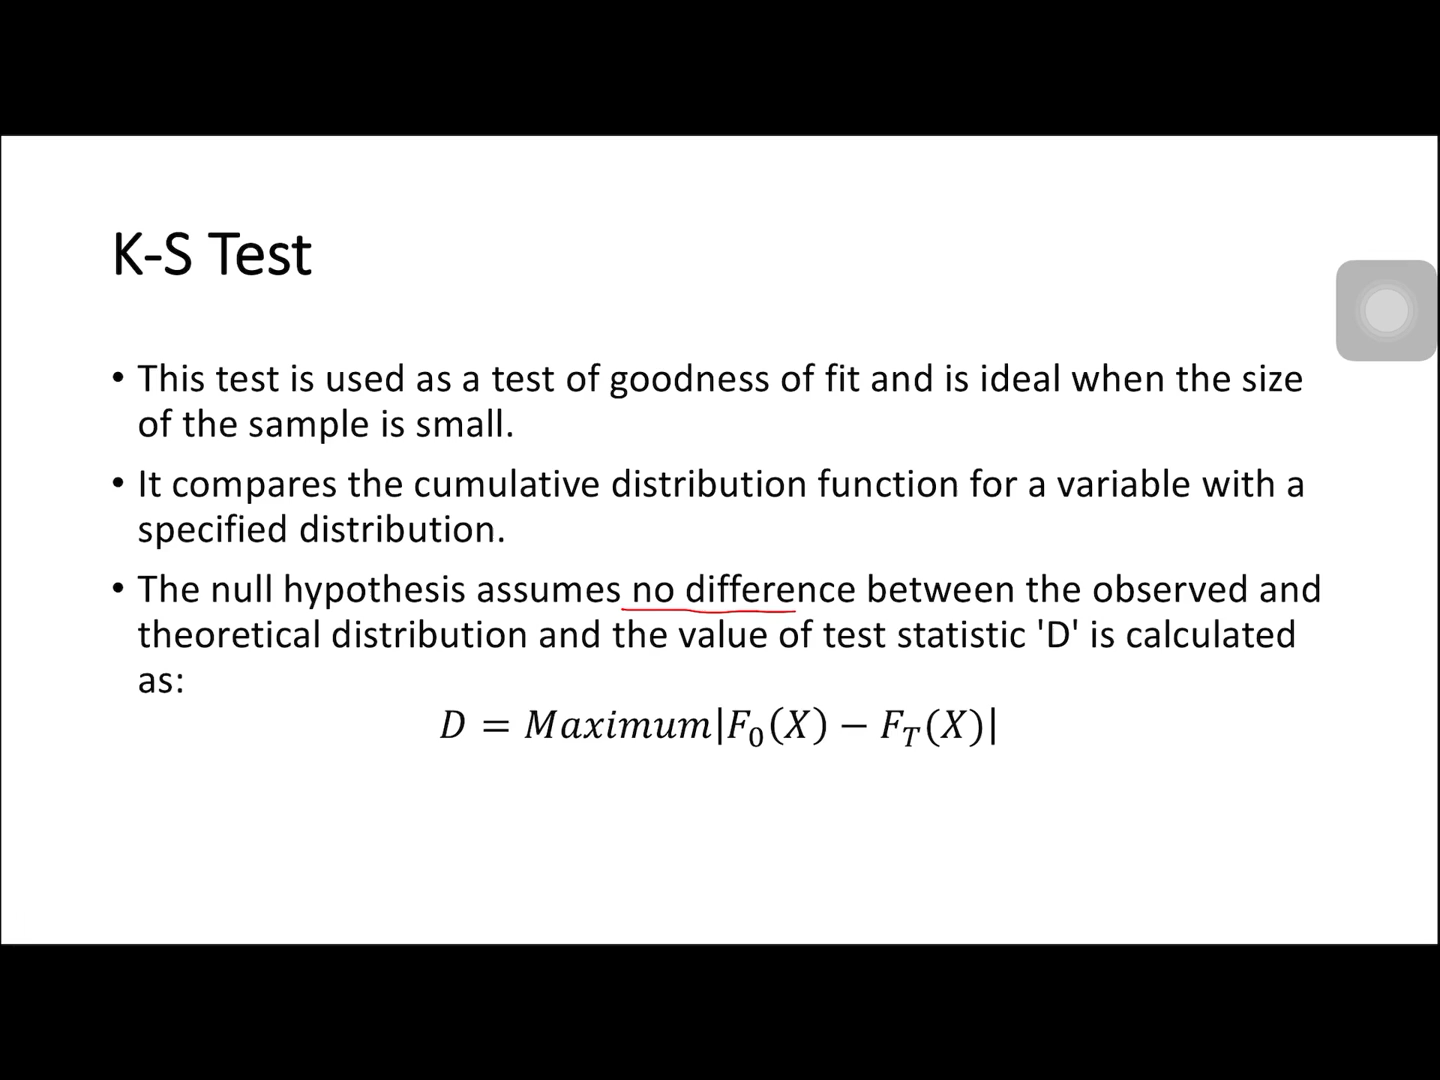 K-S Test
• This test is used as a test of goodness of fit and is ideal when the size
of the sample is small.
• It compares the cumulative distribution function for a variable with a
specified distribution.
• The null hypothesis assumes no difference between the observed and
theoretical distribution and the value of test statistic 'D' is calculated
as:
D = Maximum|F₀(X) − F_T(X)|